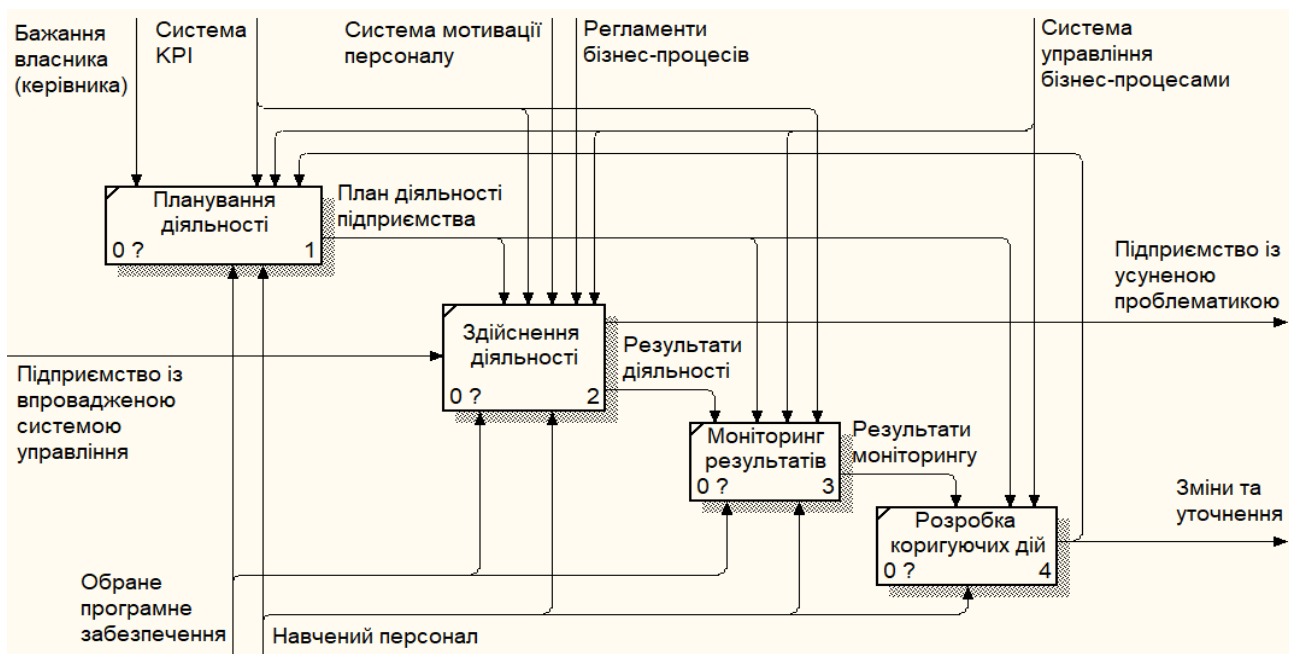 Бажання
власника
(керівника)
Система
KPI
Система мотивації
персоналу
Регламенти
бізнес-процесів
Система
управління
бізнес-процесами
Планування
діяльності
0 ?
1
План діяльності
підприємства
Підприємство із
усуненою
проблематикою
Здійснення
діяльності
0 ?
2
Результати
діяльності
Підприємство із
впровадженою
системою
управління
Моніторинг
результатів
0 ?
3
Результати
моніторингу
Зміни та
уточнення
Розробка
коригуючих дій
0 ?
4
Обране
програмне
забезпечення
Навчений персонал